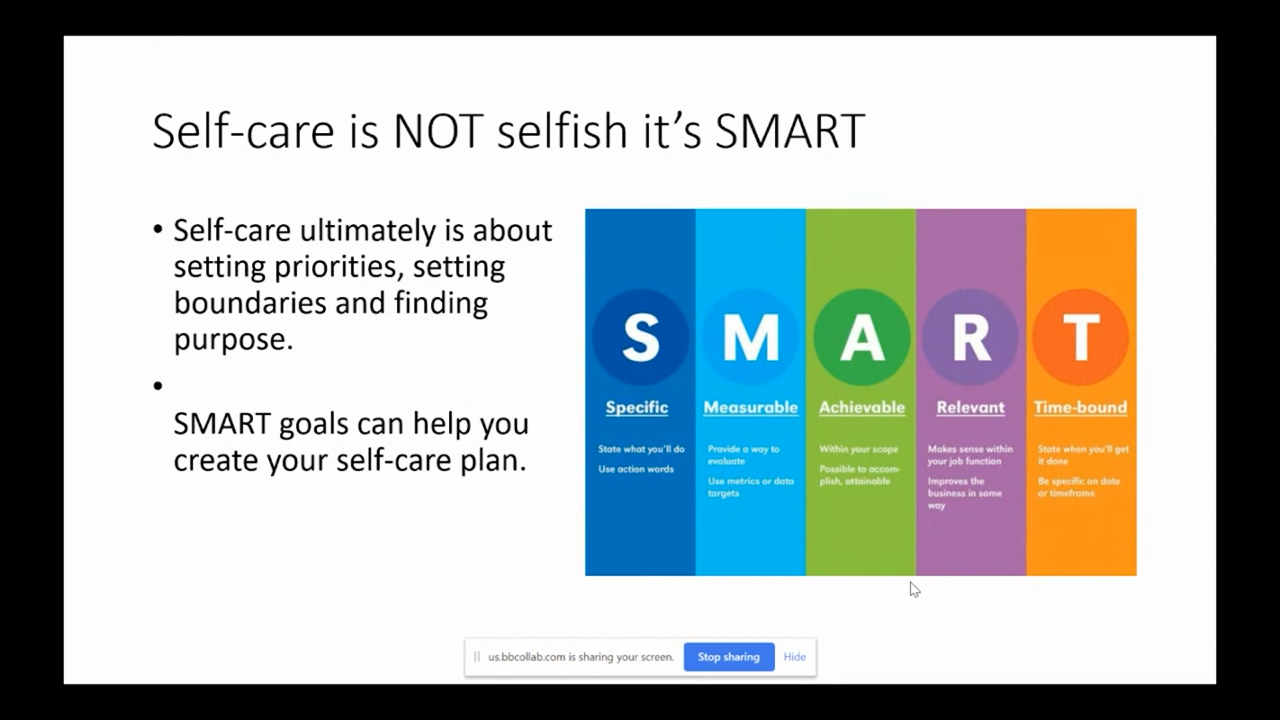 Self-care is NOT selfish it's SMART
• Self-care ultimately is about
setting priorities, setting
boundaries and finding
purpose.
•
SMART goals can help you
create your self-care plan.
S
Specific
State what you'll do
Use action words
M
Measurable
Provide a way to
evaluate
Use metrics or data
targets
A
Achievable
Within your scope
Possible to accom-
plish, attainable
R
Relevant
Makes sense within
your job function
Improves the
business in some
way
T
Time-bound
State when you'll get
it done
Be specific on date
or timeframe
us.bbcollab.com is sharing your screen.
Stop sharing
Hide